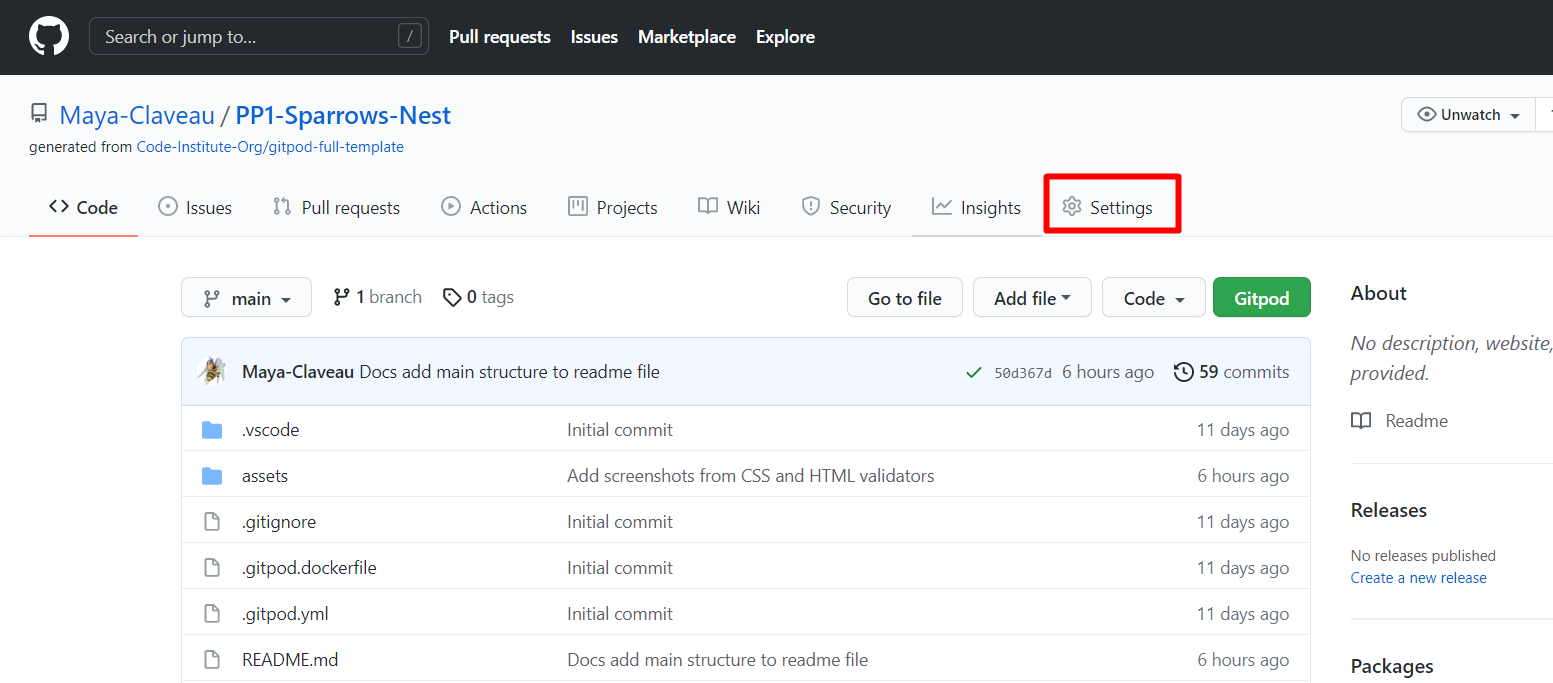 Search or jump to... /
Pull requests Issues Marketplace Explore
Maya-Claveau / PP1-Sparrows-Nest
Unwatch
generated from Code-Institute-Org/gitpod-full-template
Code Issues Pull requests Actions Projects Wiki Security Insights Settings
main 1 branch 0 tags Go to file Add file Code Gitpod
Maya-Claveau Docs add main structure to readme file 50d367d 6 hours ago 59 commits
.vscode Initial commit 11 days ago
assets Add screenshots from CSS and HTML validators 6 hours ago
.gitignore Initial commit 11 days ago
.gitpod.dockerfile Initial commit 11 days ago
.gitpod.yml Initial commit 11 days ago
README.md Docs add main structure to readme file 6 hours ago
About
No description, website,
provided.
Readme
Releases
No releases published
Create a new release
Packages